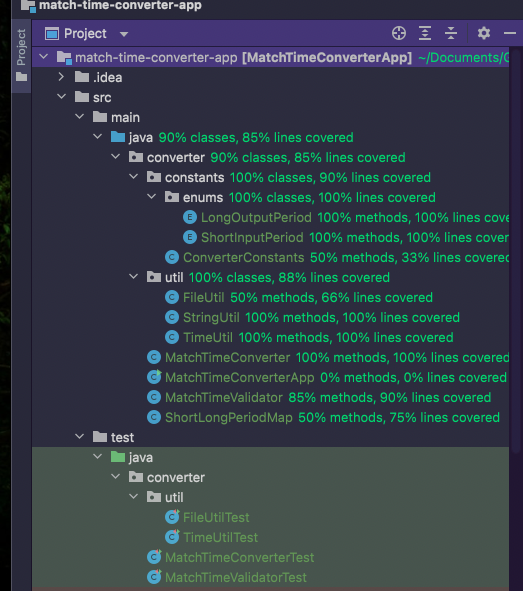 match-time-converter-app
Project
Project
match-time-converter-app [MatchTimeConverterApp] ~/Documents/
.idea
src
main
java 90% classes, 85% lines covered
converter 90% classes, 85% lines covered
constants 100% classes, 90% lines covered
enums 100% classes, 100% lines covered
LongOutputPeriod 100% methods, 100% lines cove
ShortInputPeriod 100% methods, 100% lines cove
ConverterConstants 50% methods, 33% lines covered
util 100% classes, 88% lines covered
FileUtil 50% methods, 66% lines covered
StringUtil 100% methods, 100% lines covered
TimeUtil 100% methods, 100% lines covered
MatchTimeConverter 100% methods, 100% lines covered
MatchTimeConverterApp 0% methods, 0% lines covered
MatchTimeValidator 85% methods, 90% lines covered
ShortLongPeriodMap 50% methods, 75% lines covered
test
java
converter
util
FileUtilTest
TimeUtilTest
MatchTimeConverterTest
MatchTimeValidatorTest